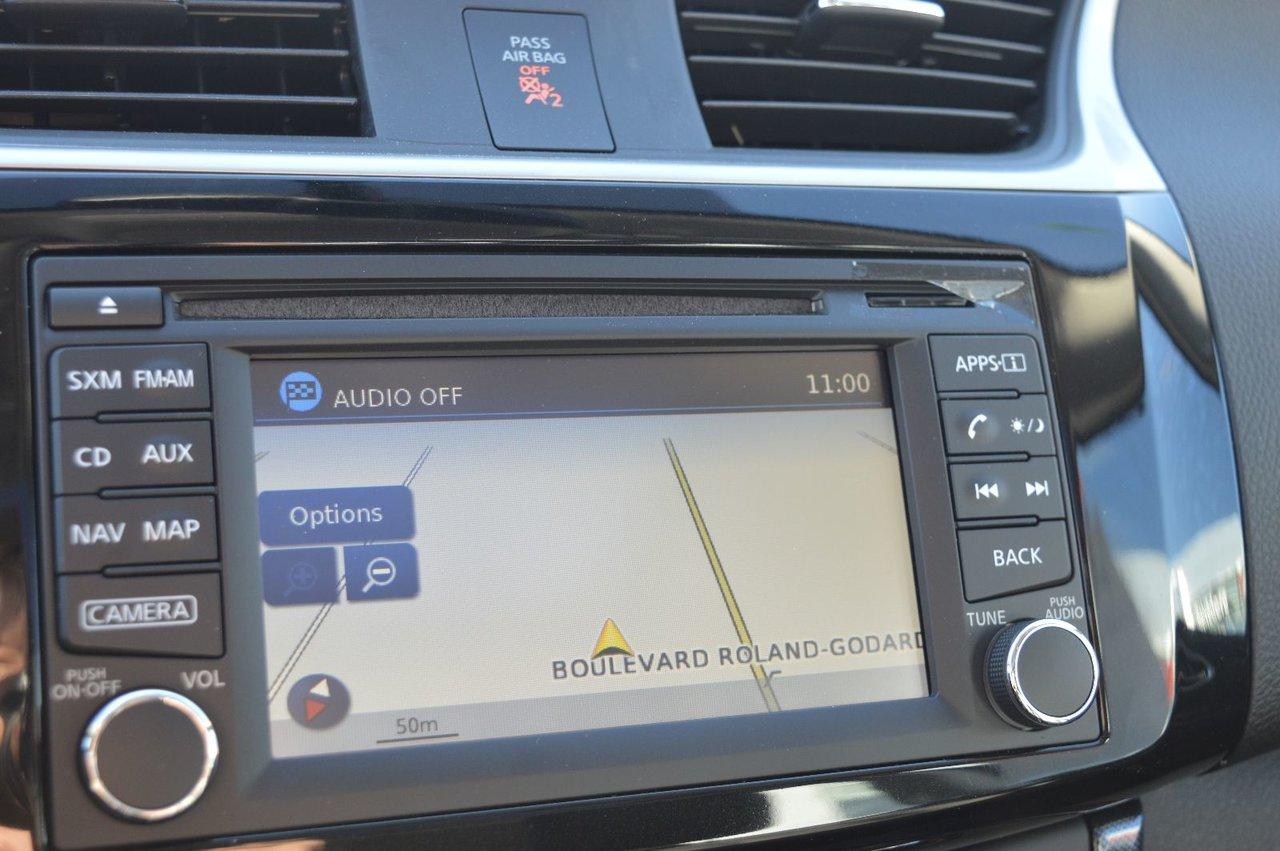 PASS
AIR BAG
OFF
2
SXM FM·AM
CD AUX
NAV MAP
CAMERA
PUSH
ON·OFF
VOL
AUDIO OFF
11:00
Options
BOULEVARD ROLAND-GODARD
50m
APPS·i
BACK
TUNE
PUSH
AUDIO